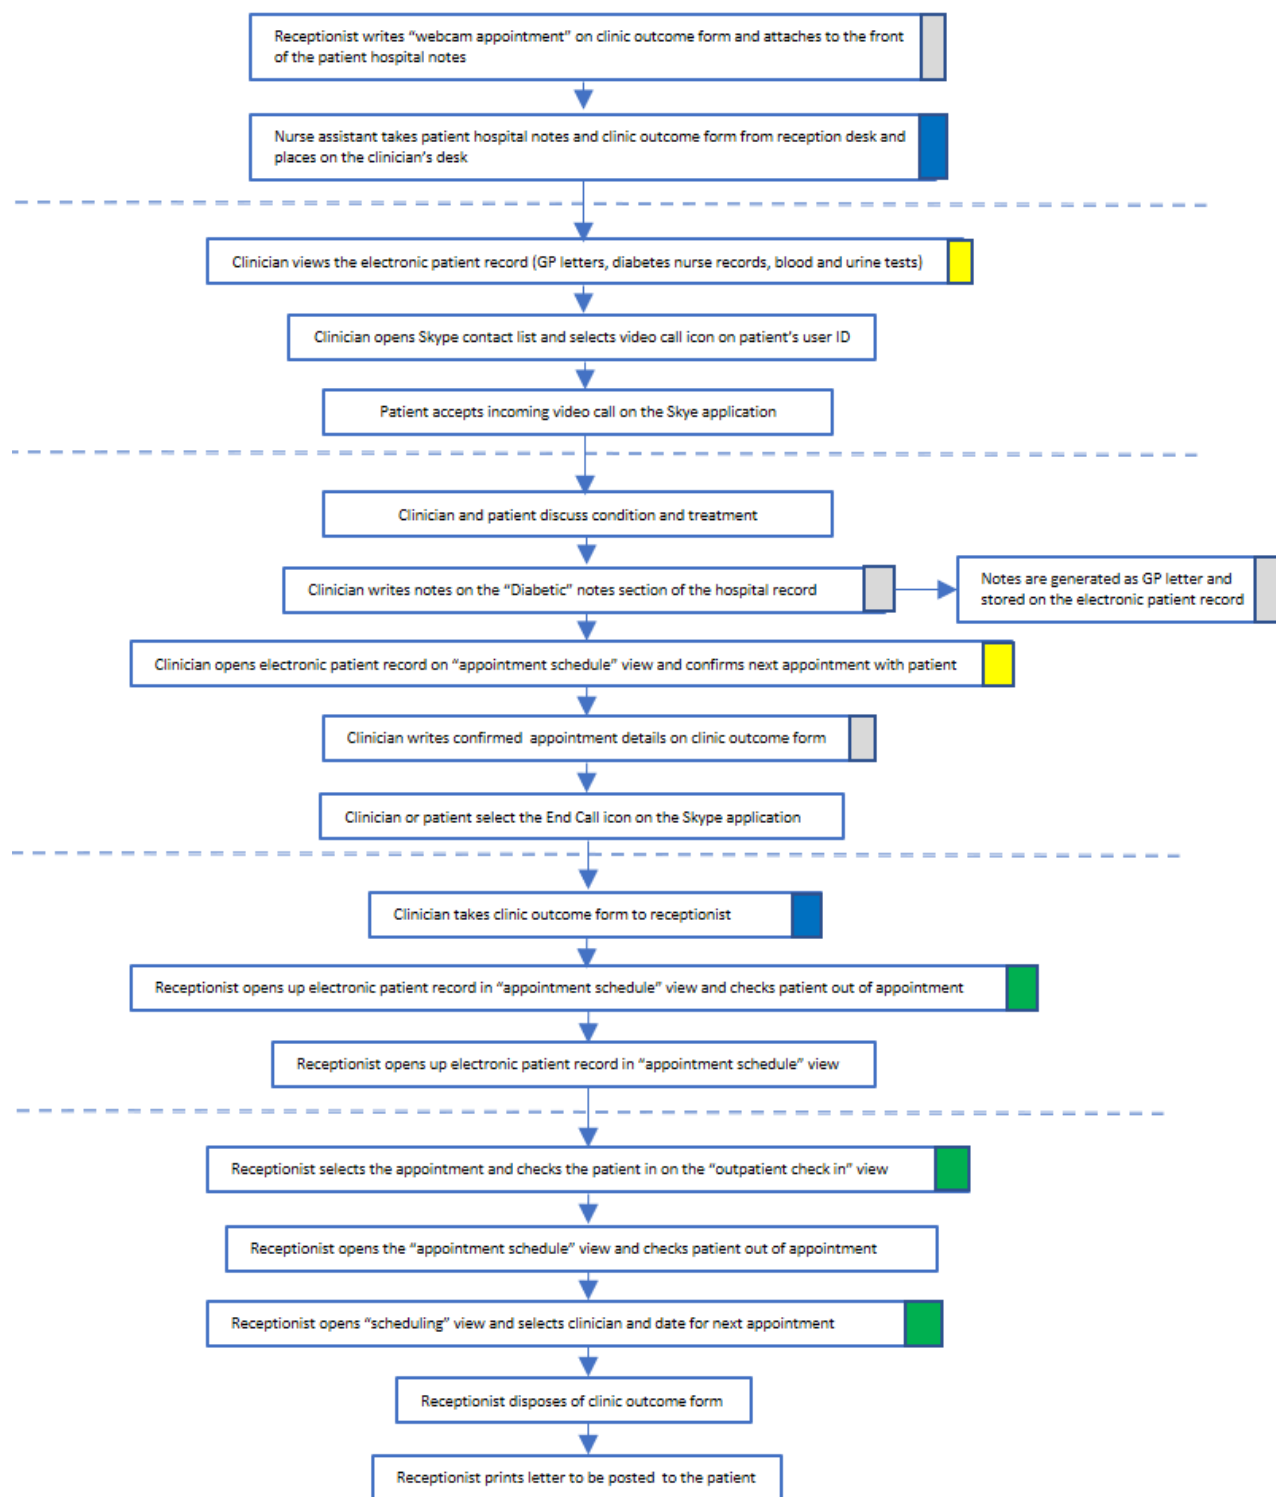 Receptionist writes “webcam appointment” on clinic outcome form and attaches to the front
of the patient hospital notes
Nurse assistant takes patient hospital notes and clinic outcome form from reception desk and
places on the clinician’s desk
Clinician views the electronic patient record (GP letters, diabetes nurse records, blood and urine tests)
Clinician opens Skype contact list and selects video call icon on patient’s user ID
Patient accepts incoming video call on the Skye application
Clinician and patient discuss condition and treatment
Clinician writes notes on the “Diabetic” notes section of the hospital record
Notes are generated as GP letter and
stored on the electronic patient record
Clinician opens electronic patient record on “appointment schedule” view and confirms next appointment with patient
Clinician writes confirmed appointment details on clinic outcome form
Clinician or patient select the End Call icon on the Skype application
Clinician takes clinic outcome form to receptionist
Receptionist opens up electronic patient record in “appointment schedule” view and checks patient out of appointment
Receptionist opens up electronic patient record in “appointment schedule” view
Receptionist selects the appointment and checks the patient in on the “outpatient check in” view
Receptionist opens the “appointment schedule” view and checks patient out of appointment
Receptionist opens “scheduling” view and selects clinician and date for next appointment
Receptionist disposes of clinic outcome form
Receptionist prints letter to be posted to the patient